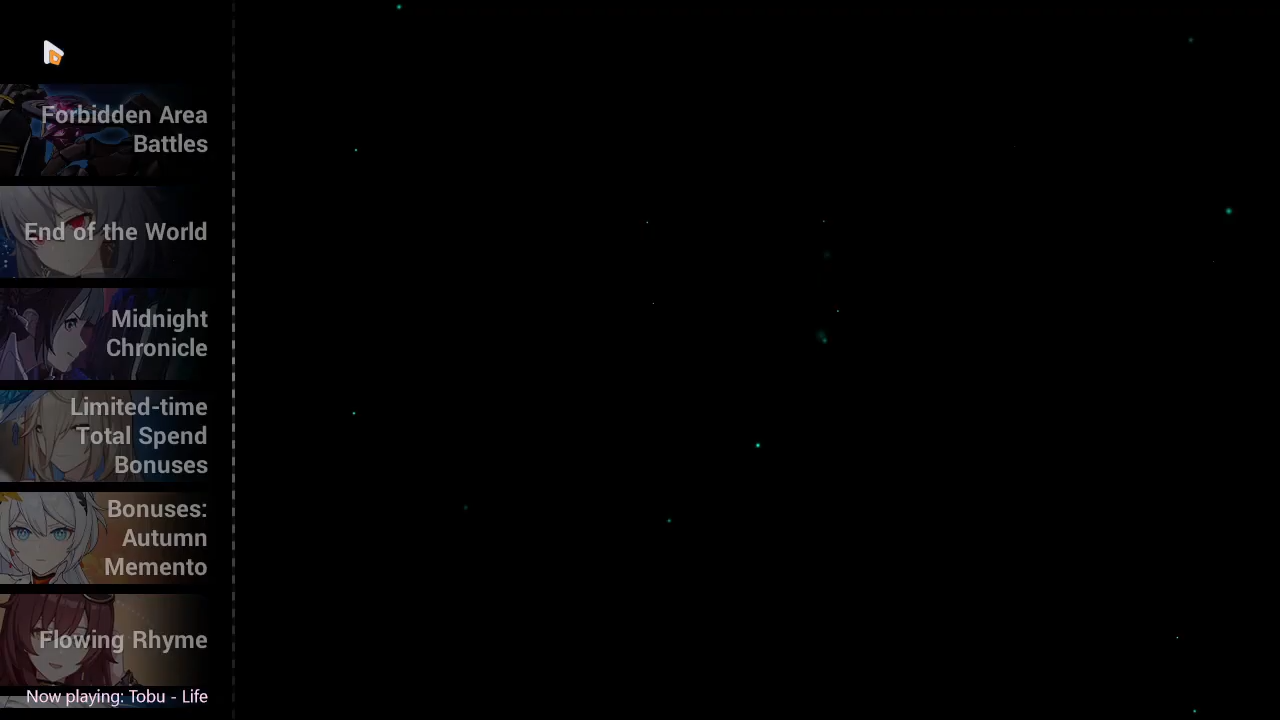 Forbidden Area
Battles
End of the World
Midnight
Chronicle
Limited-time
Total Spend
Bonuses
Bonuses:
Autumn
Memento
Flowing Rhyme
Now playing: Tobu - Life